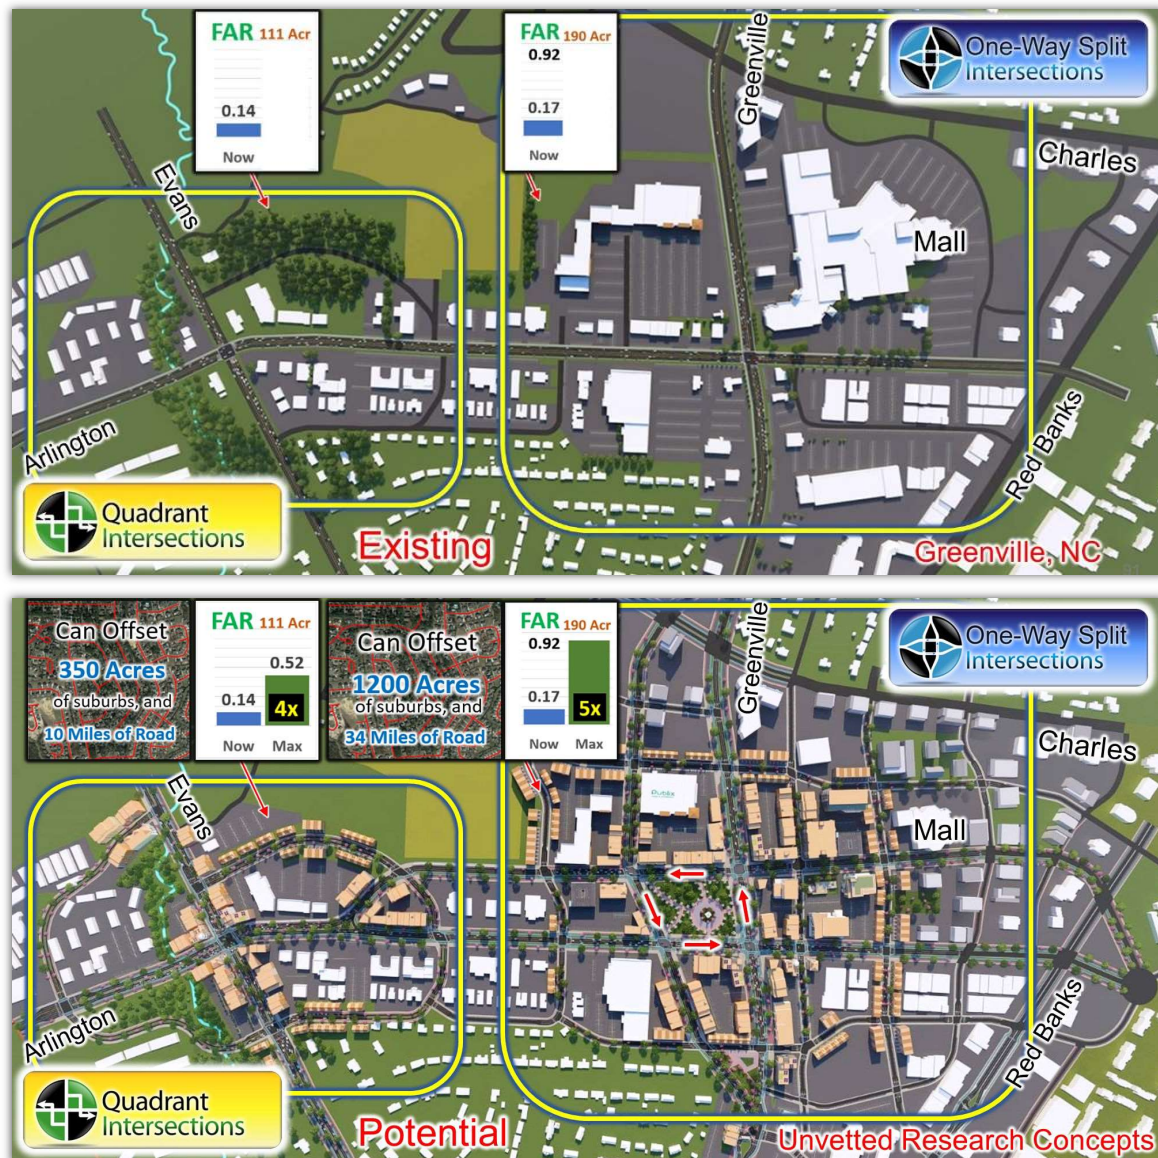 FAR 111 Acr
0.14
Now
FAR 190 Acr
0.92
0.17
Now
Greenville
One-Way Split
Intersections
Charles
Evans
Mall
Arlington
Red Banks
Quadrant
Intersections
Existing
Greenville, NC
91
Can Offset
350 Acres
of suburbs, and
10 Miles of Road
FAR 111 Acr
0.52
0.14
4x
Now Max
Can Offset
1200 Acres
of suburbs, and
34 Miles of Road
FAR 190 Acr
0.92
0.17
5x
Now Max
Greenville
One-Way Split
Intersections
Charles
Evans
Publix
Mall
Arlington
Red Banks
Quadrant
Intersections
Potential
Unvetted Research Concepts